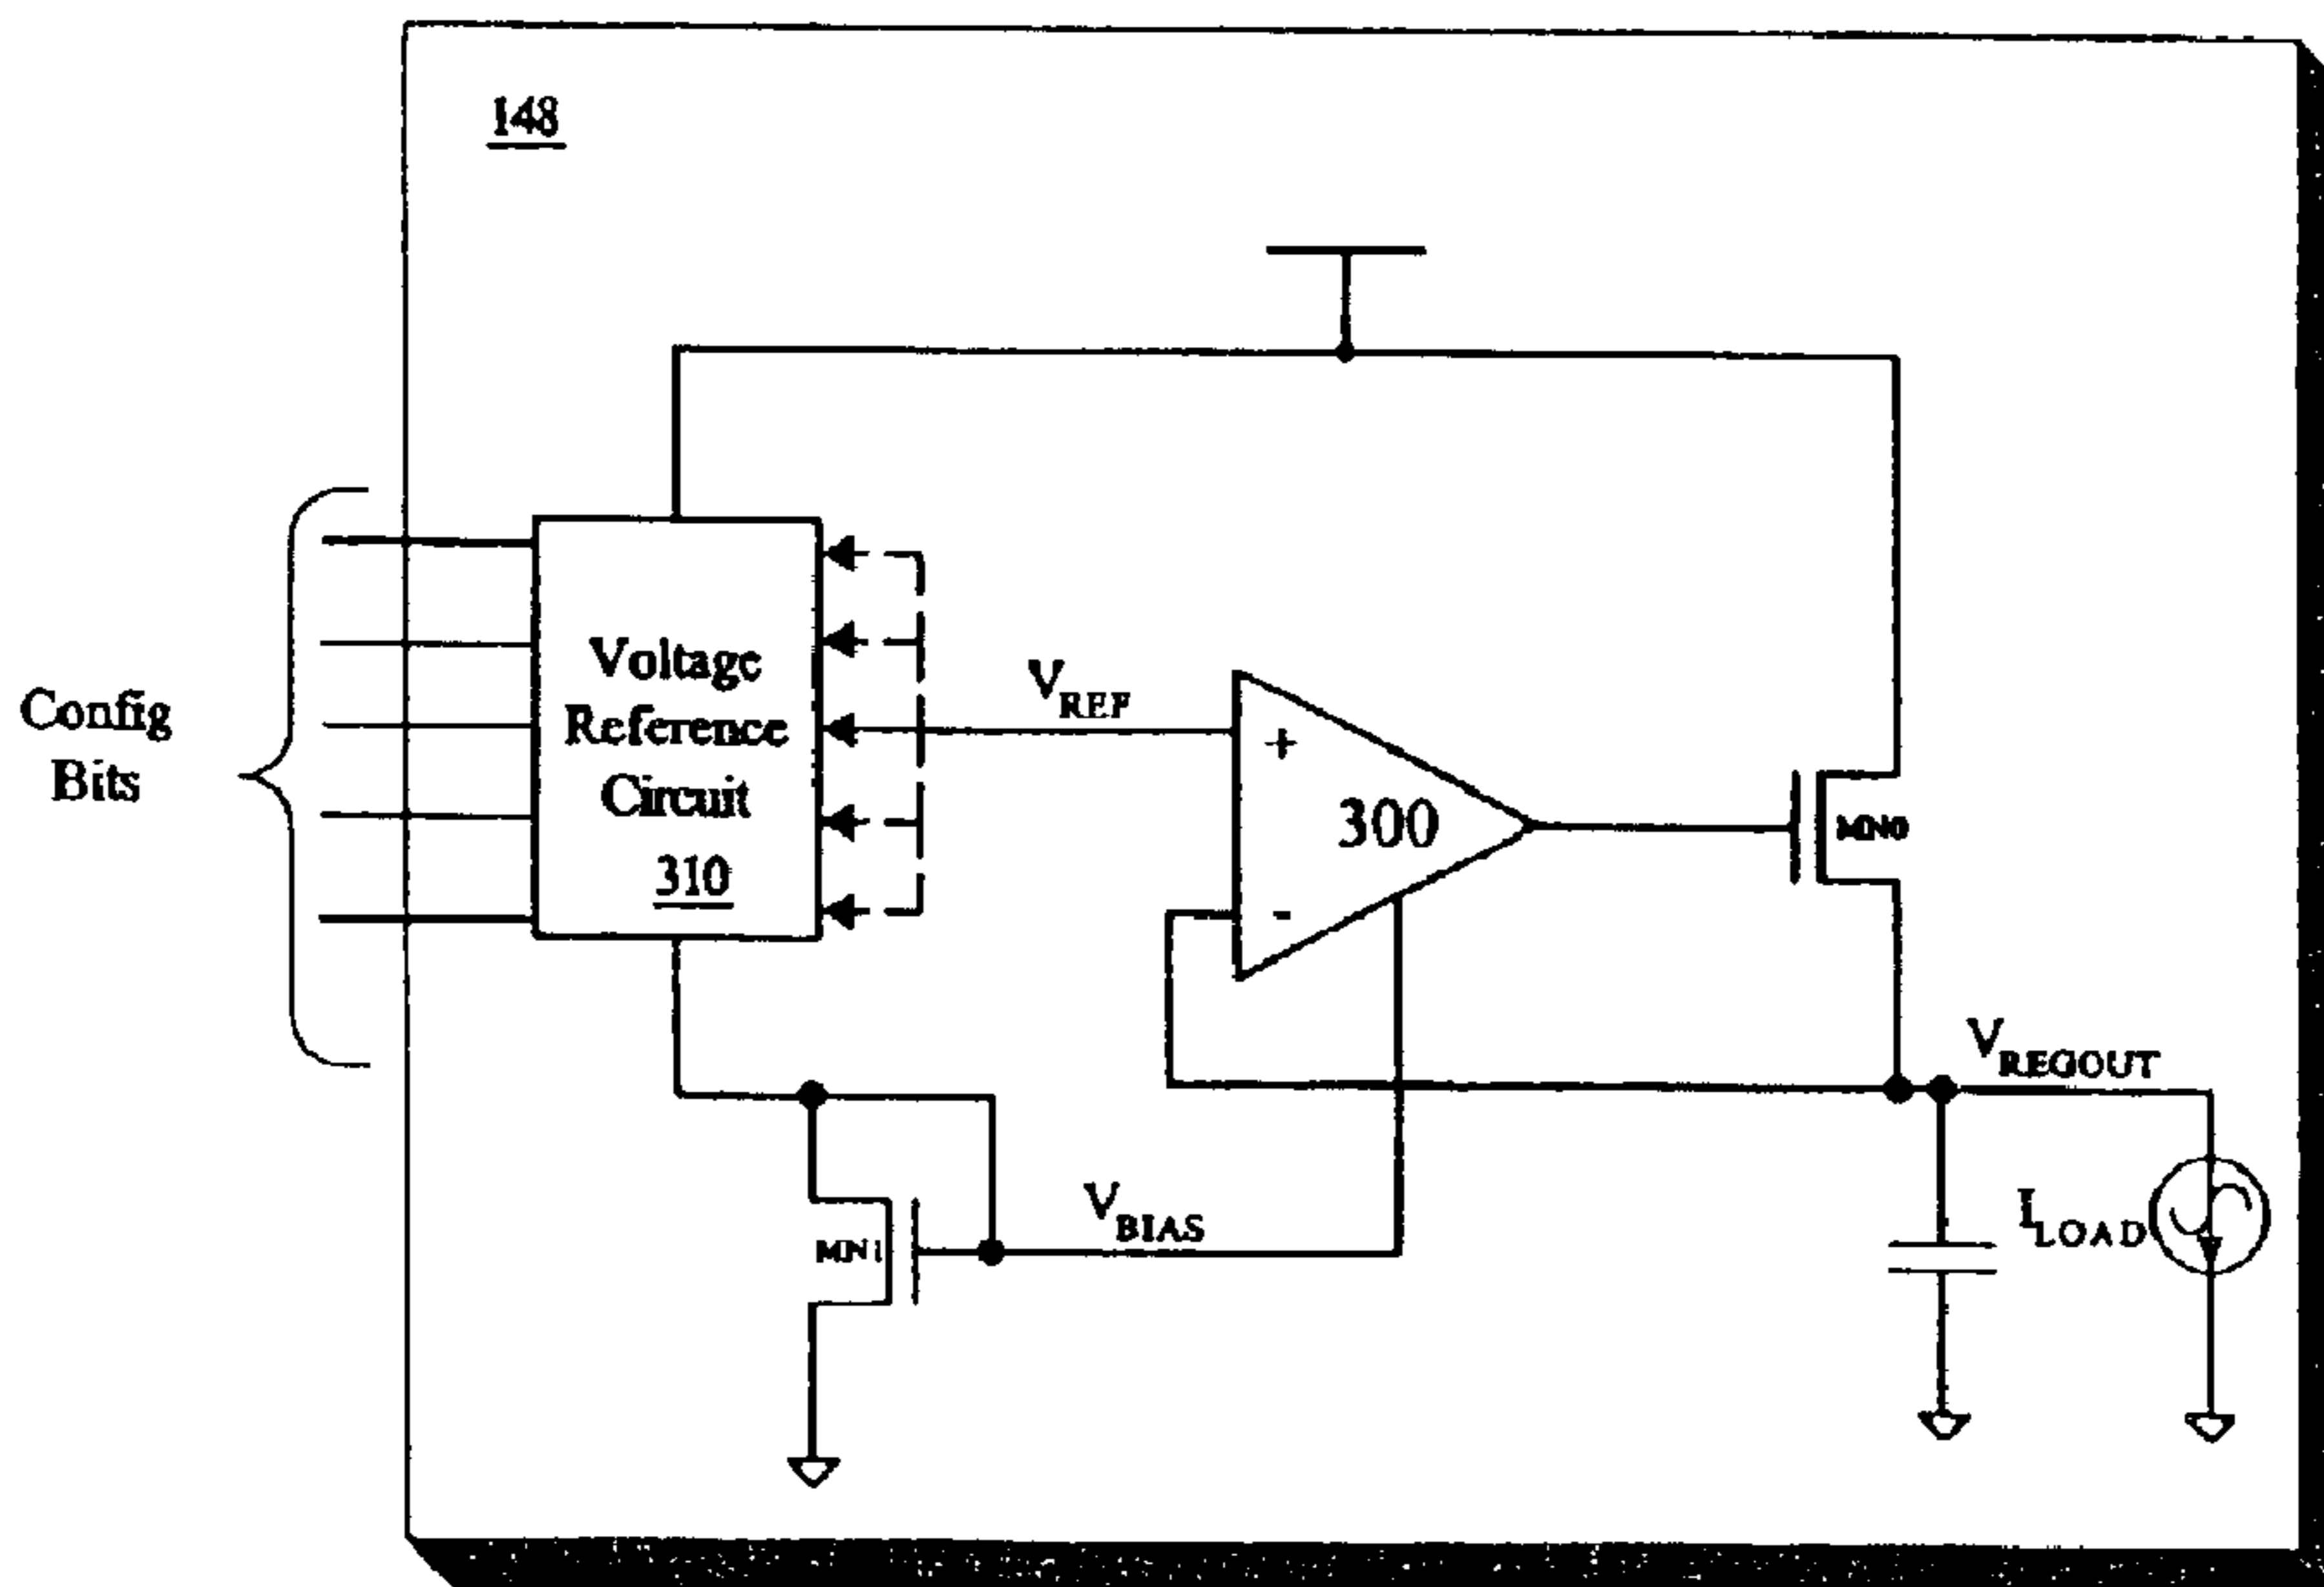 148
Config
Bits
Voltage
Reference
Circuit
310
VREF
+
-
300
MN0
VREGOUT
MN1
VBIAS
ILOAD